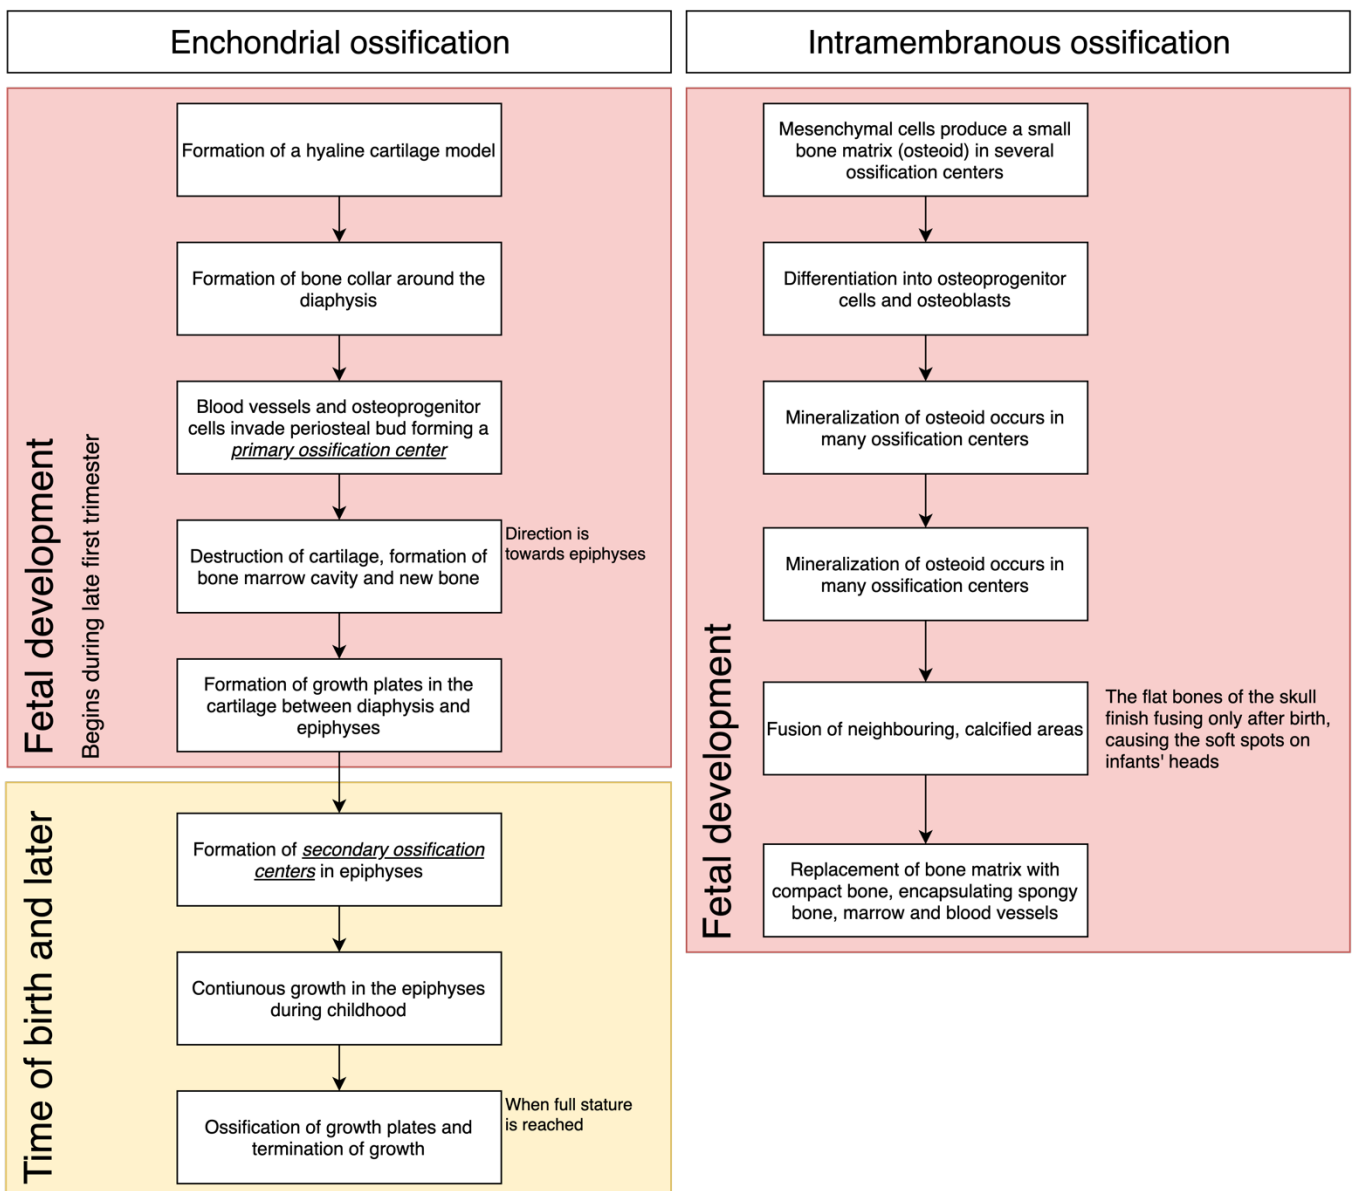 Enchondrial ossification
Fetal development
Begins during late first trimester
Formation of a hyaline cartilage model
Formation of bone collar around the
diaphysis
Blood vessels and osteoprogenitor
cells invade periosteal bud forming a
primary ossification center
Destruction of cartilage, formation of
bone marrow cavity and new bone
Direction is
towards epiphyses
Formation of growth plates in the
cartilage between diaphysis and
epiphyses
Time of birth and later
Formation of secondary ossification
centers in epiphyses
Contiunous growth in the epiphyses
during childhood
Ossification of growth plates and
termination of growth
When full stature
is reached
Intramembranous ossification
Fetal development
Mesenchymal cells produce a small
bone matrix (osteoid) in several
ossification centers
Differentiation into osteoprogenitor
cells and osteoblasts
Mineralization of osteoid occurs in
many ossification centers
Mineralization of osteoid occurs in
many ossification centers
Fusion of neighbouring, calcified areas
The flat bones of the skull
finish fusing only after birth,
causing the soft spots on
infants' heads
Replacement of bone matrix with
compact bone, encapsulating spongy
bone, marrow and blood vessels